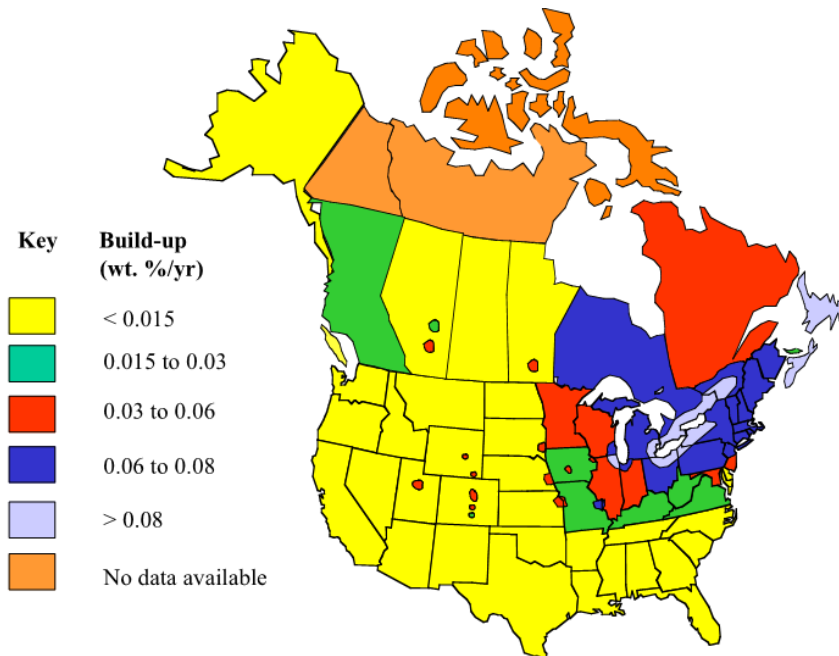 Key Build-up
(wt. %/yr)
< 0.015
0.015 to 0.03
0.03 to 0.06
0.06 to 0.08
> 0.08
No data available